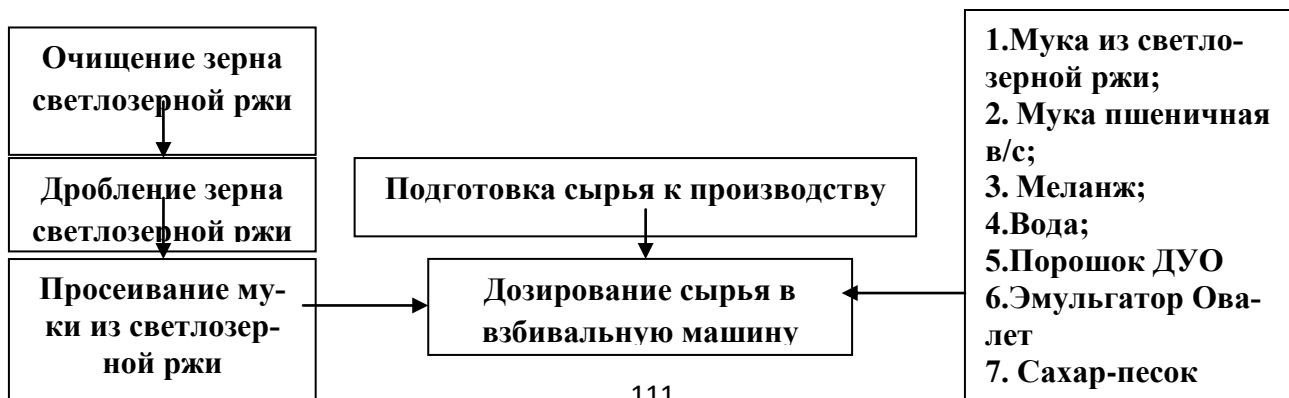 Очищение зерна
светлозерной ржи
Дробление зерна
светлозерной ржи
Просеивание му-
ки из светлозер-
ной ржи
Подготовка сырья к производству
Дозирование сырья в
взбивальную машину
1.Мука из светло-
зерной ржи;
2. Мука пшеничная
в/с;
3. Меланж;
4.Вода;
5.Порошок ДУО
6.Эмульгатор Ова-
лет
7. Сахар-песок
111